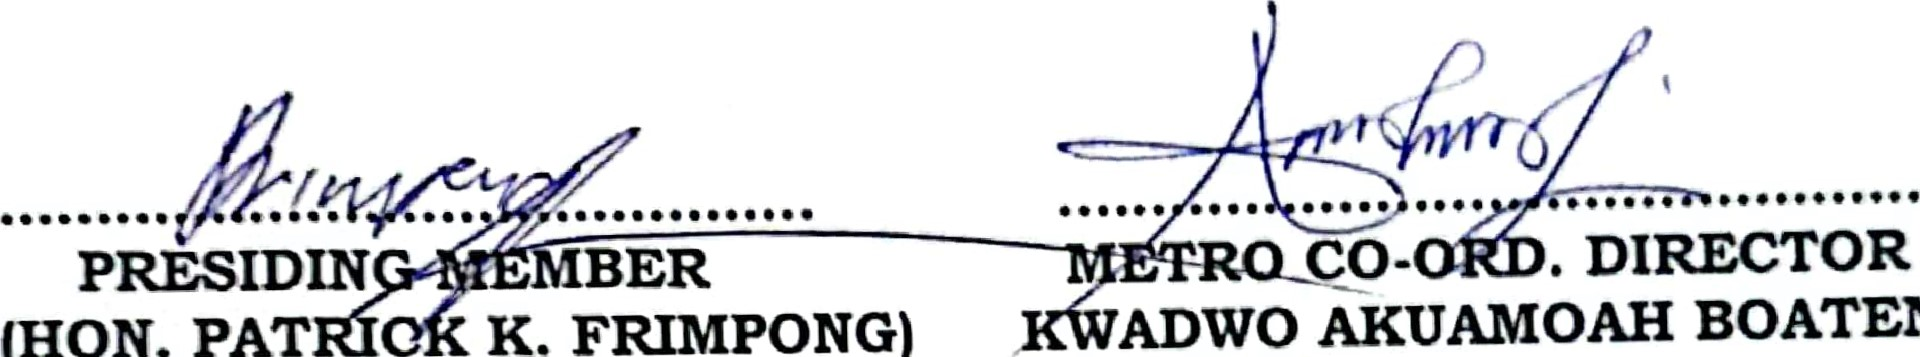 PRESIDING MEMBER
(HON. PATRICK K. FRIMPONG)
METRO CO-ORD. DIRECTOR
KWADWO AKUAMOAH BOATEN